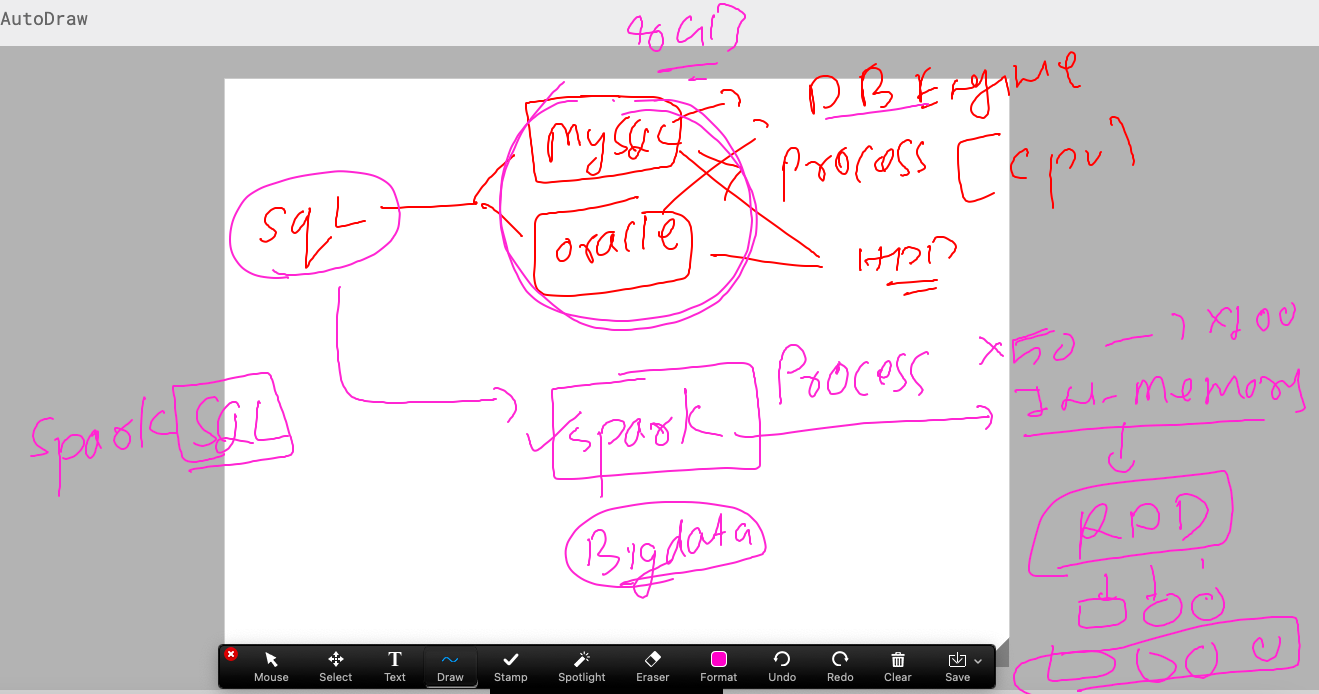 AutoDraw
DB Engine
mysql
Process [CPU]
sqL
oracle
HDD
x50 — x100
Process
IN-memory
Spark SQL
spark
RDD
Bigdata
Mouse Select Text Draw Stamp Spotlight Eraser Format Undo Redo Clear Save